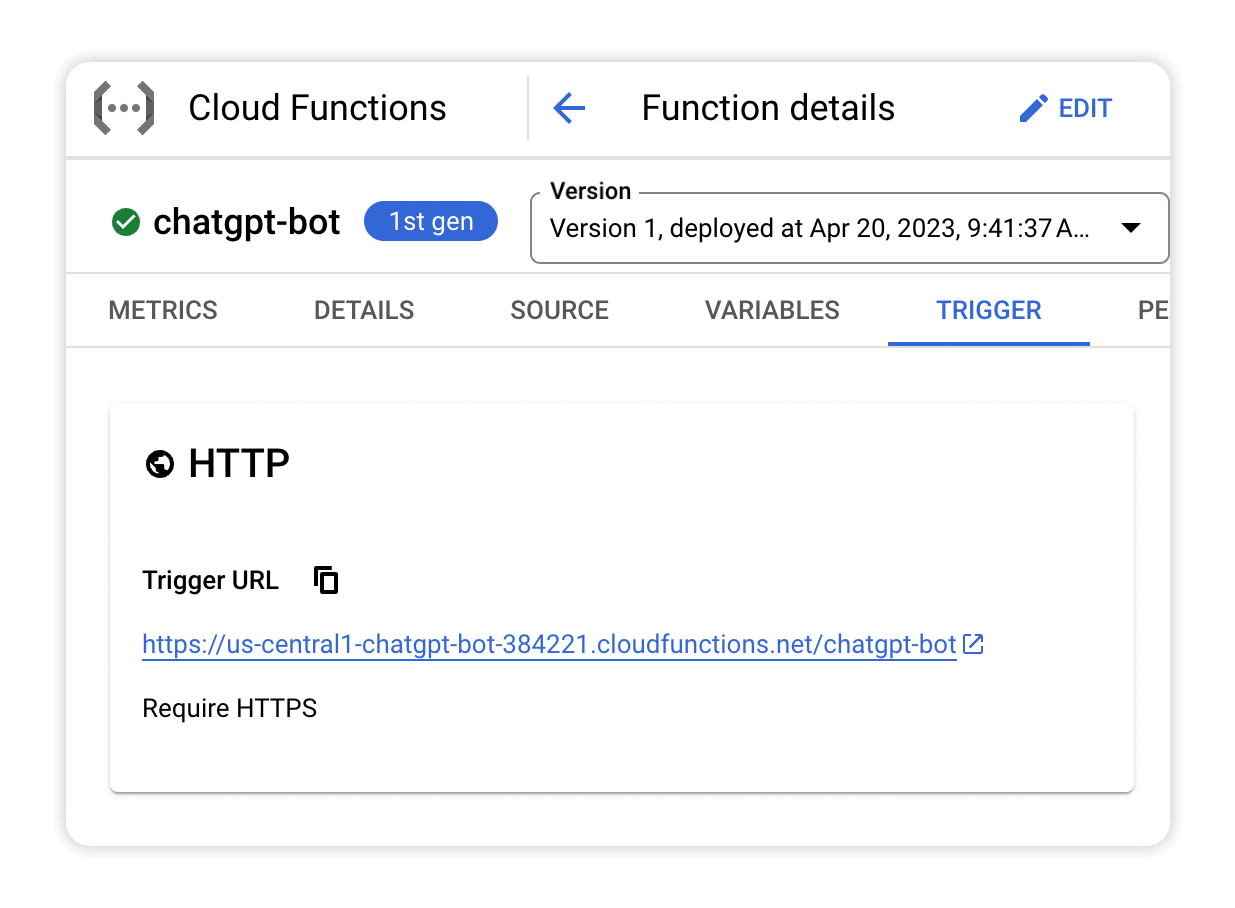 Cloud Functions
Function details
EDIT
chatgpt-bot
1st gen
Version
Version 1, deployed at Apr 20, 2023, 9:41:37 A...
METRICS
DETAILS
SOURCE
VARIABLES
TRIGGER
PE
HTTP
Trigger URL
https://us-central1-chatgpt-bot-384221.cloudfunctions.net/chatgpt-bot
Require HTTPS